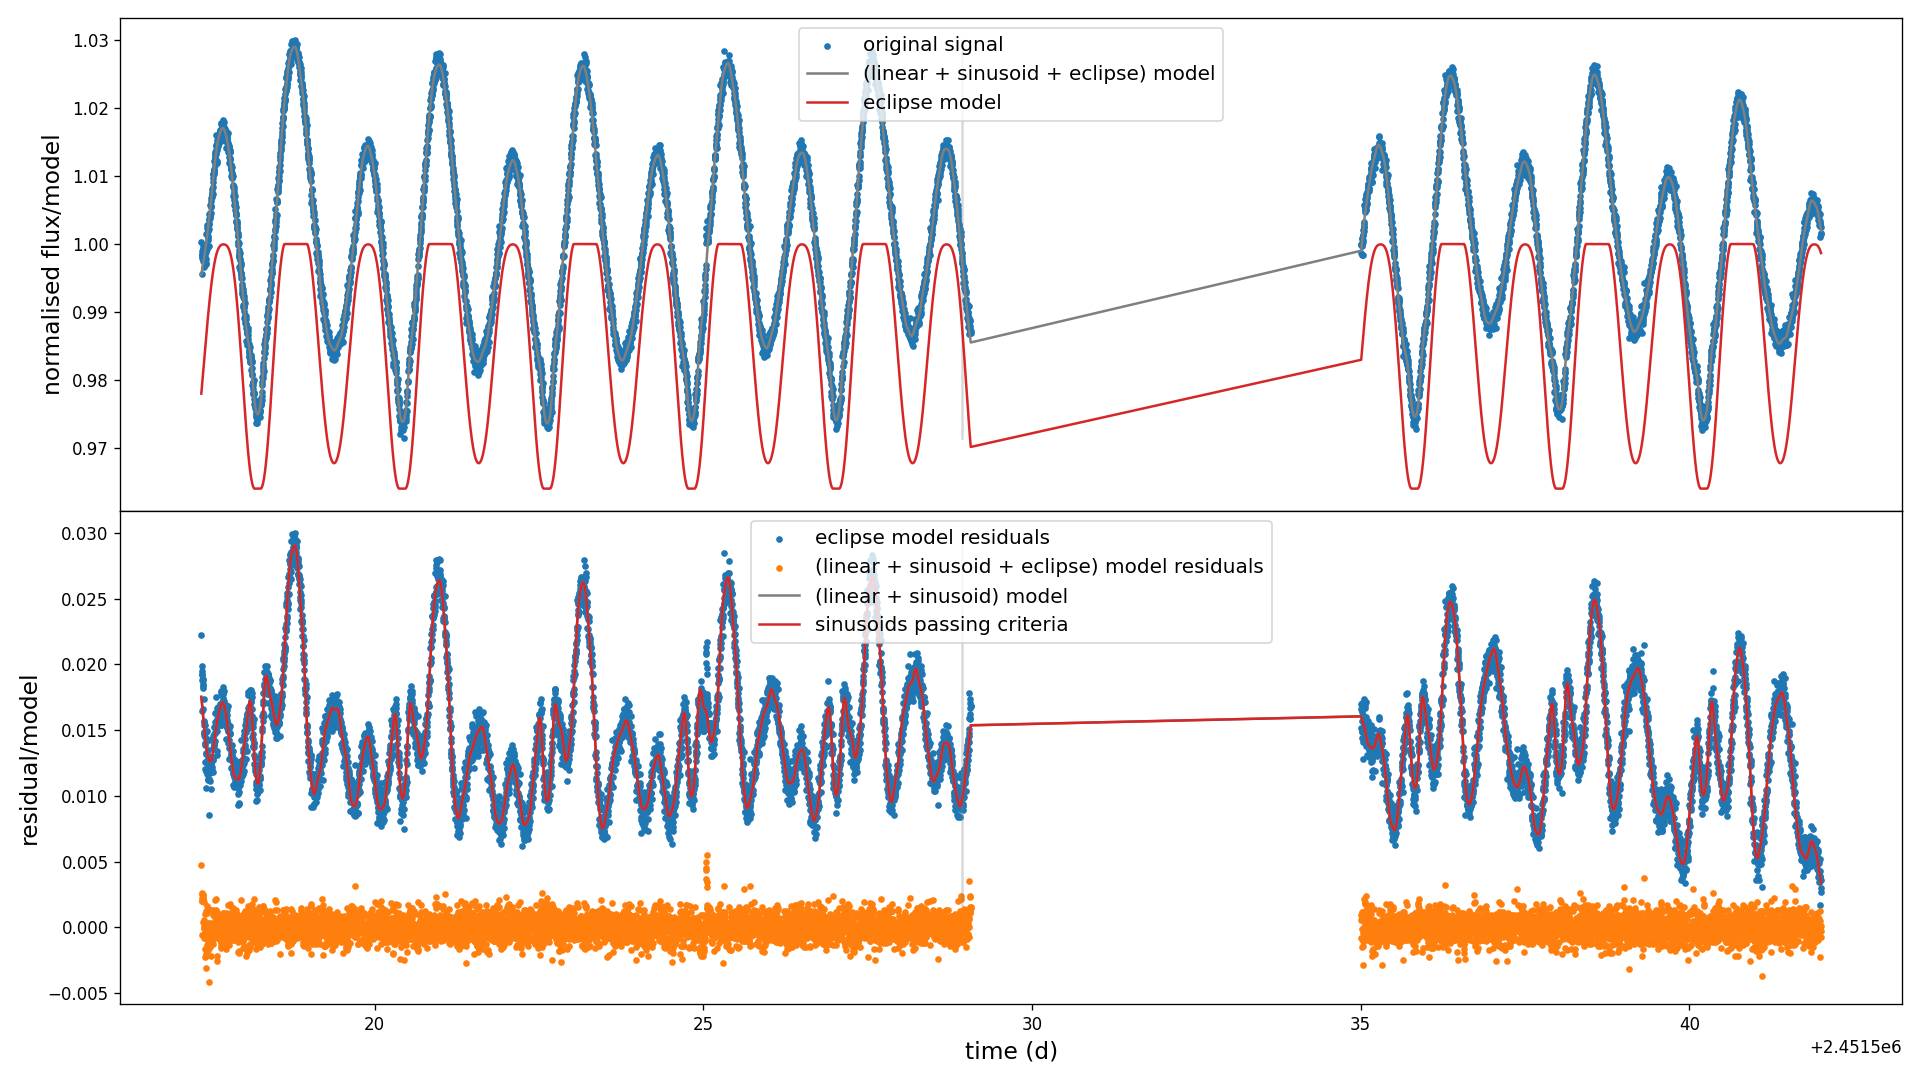 original signal
(linear + sinusoid + eclipse) model
eclipse model
normalised flux/model
1.03
1.02
1.01
1.00
0.99
0.98
0.97
eclipse model residuals
(linear + sinusoid + eclipse) model residuals
(linear + sinusoid) model
sinusoids passing criteria
residual/model
0.030
0.025
0.020
0.015
0.010
0.005
0.000
−0.005
20 25 30 35 40
time (d)
+2.4515e6